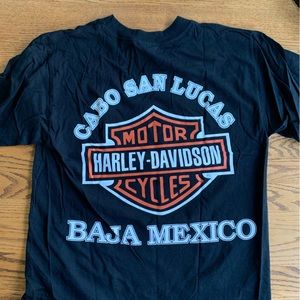 CABO SAN LUCAS
MOTOR
HARLEY-DAVIDSON
CYCLES
BAJA MEXICO